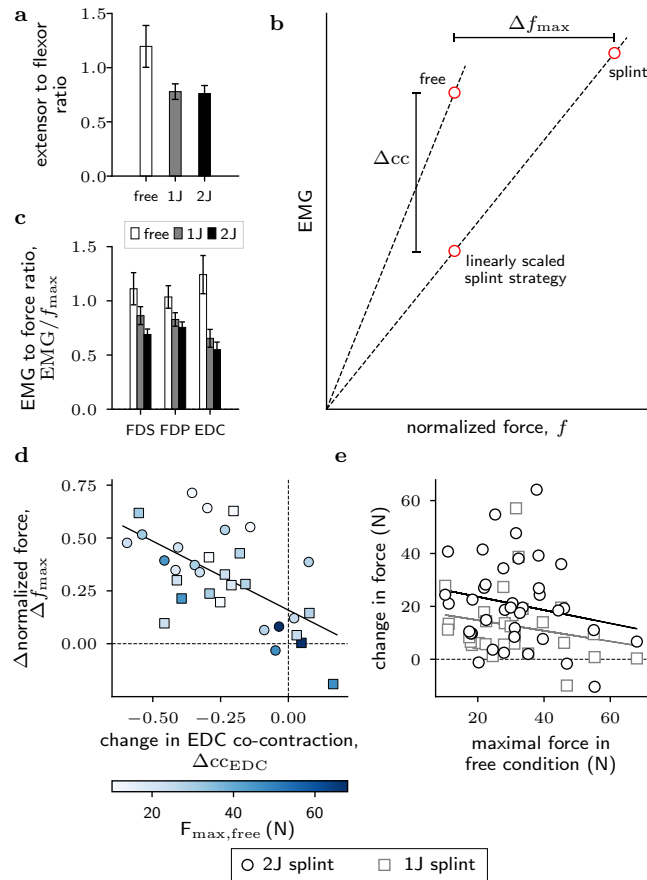 a
extensor to flexor
ratio
1.5
1.0
0.5
0.0
free 1J 2J
b
Δf_max
free
splint
Δcc
linearly scaled
splint strategy
EMG
normalized force, f
c
free 1J 2J
EMG to force ratio,
EMG/f_max
1.5
1.0
0.5
0.0
FDS FDP EDC
d
Δnormalized force,
Δf_max
0.75
0.50
0.25
0.00
−0.50 −0.25 0.00
change in EDC co-contraction,
Δcc_EDC
20 40 60
F_max,free (N)
e
change in force (N)
60
40
20
0
20 40 60
maximal force in
free condition (N)
2J splint 1J splint